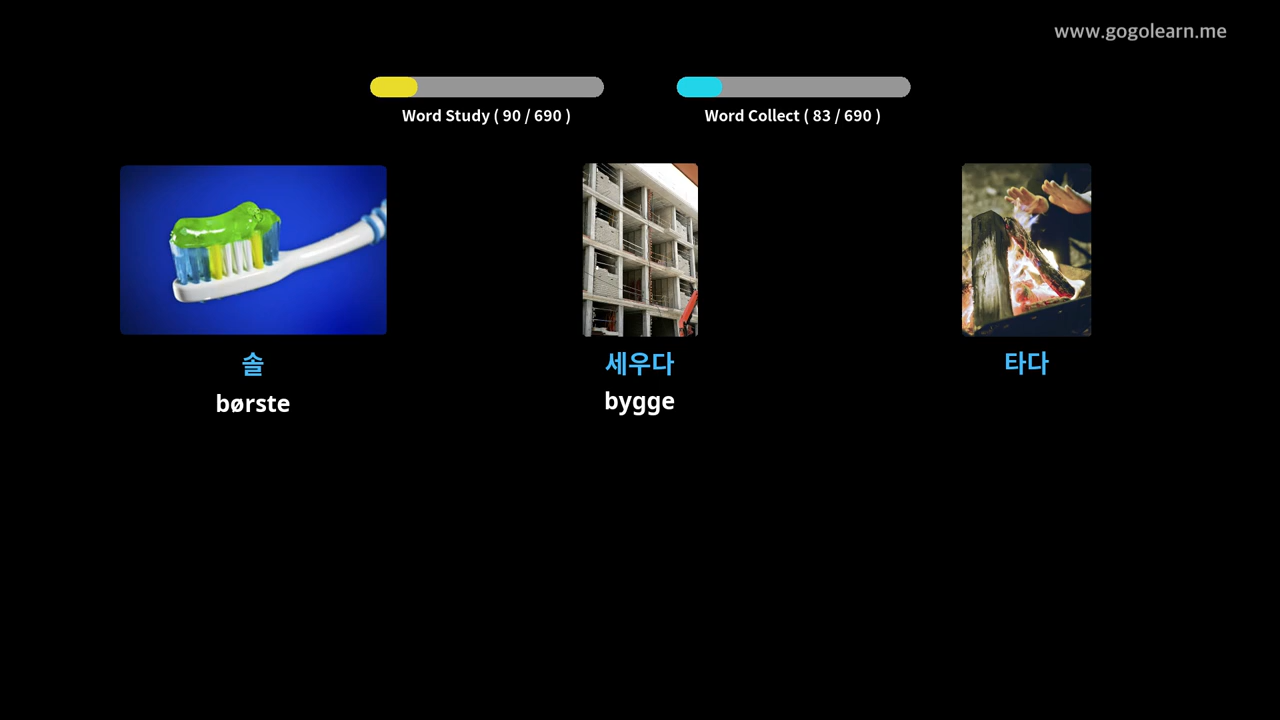 www.gogolearn.me
Word Study ( 90 / 690 )
Word Collect ( 83 / 690 )
솔
børste
세우다
bygge
타다